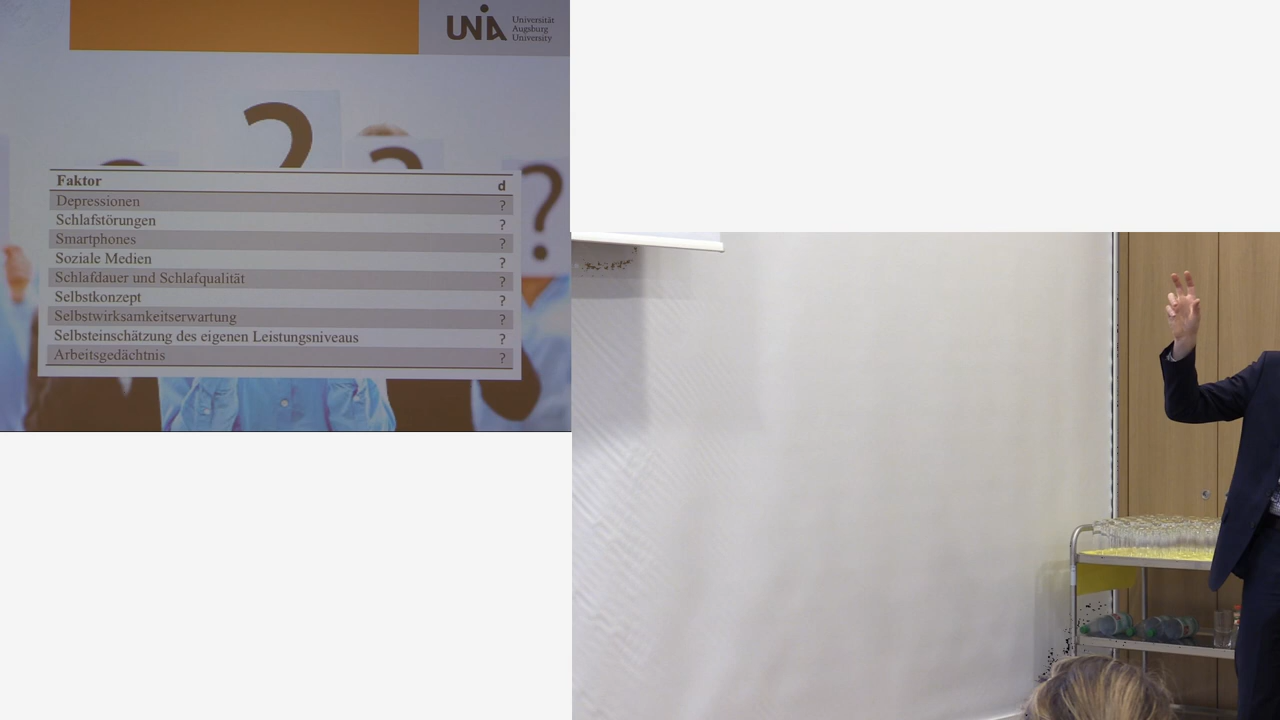 UNIA
Universität
Augsburg
University
?
?
?
Faktor d
Depressionen ?
Schlafstörungen ?
Smartphones ?
Soziale Medien ?
Schlafdauer und Schlafqualität ?
Selbstkonzept ?
Selbstwirksamkeitserwartung ?
Selbsteinschätzung des eigenen Leistungsniveaus ?
Arbeitsgedächtnis ?